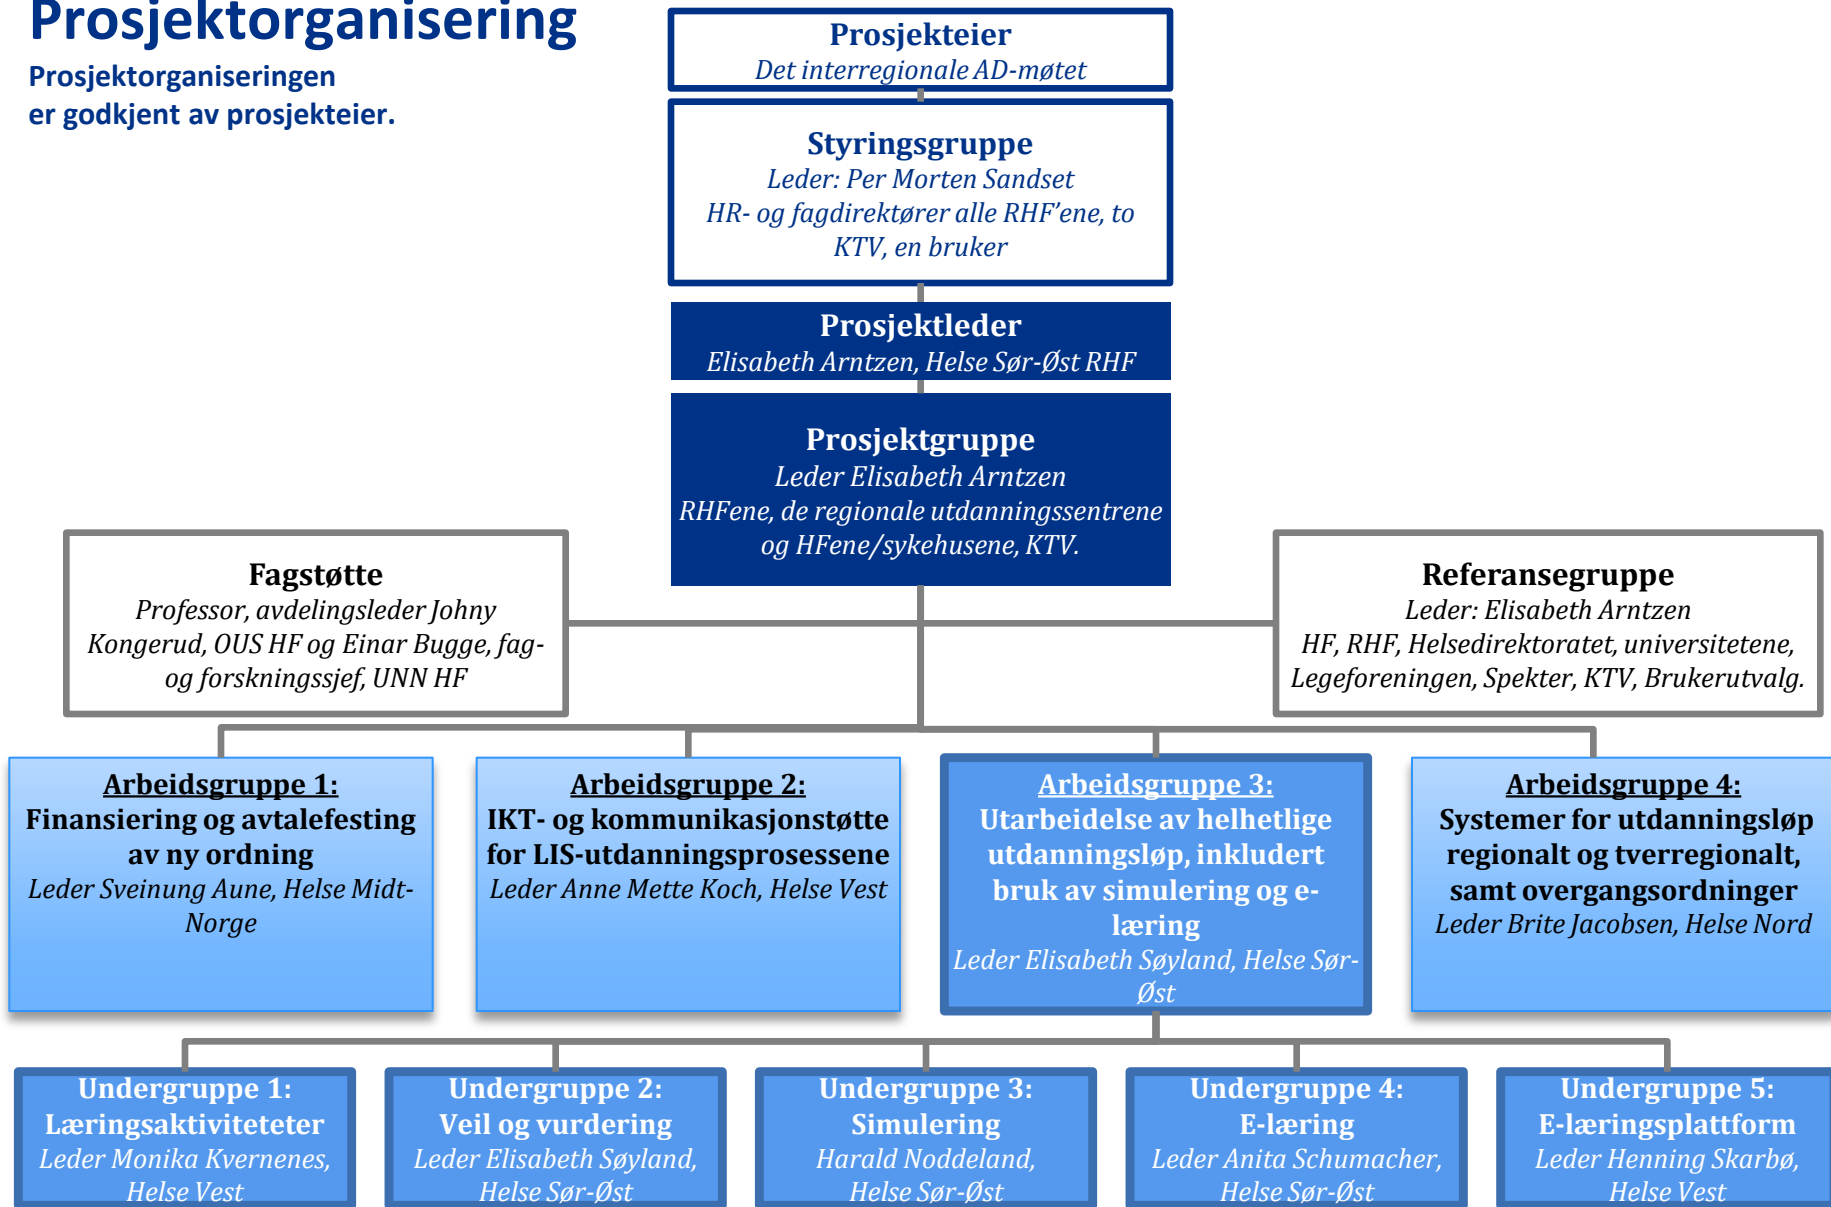 Prosjektorganisering
Prosjektorganiseringen
er godkjent av prosjekteier.
Prosjekteier
Det interregionale AD-møtet
Styringsgruppe
Leder: Per Morten Sandset
HR- og fagdirektører alle RHF’ene, to
KTV, en bruker
Prosjektleder
Elisabeth Arntzen, Helse Sør-Øst RHF
Prosjektgruppe
Leder Elisabeth Arntzen
RHFene, de regionale utdanningssentrene
og HFene/sykehusene, KTV.
Fagstøtte
Professor, avdelingsleder Johny
Kongerud, OUS HF og Einar Bugge, fag-
og forskningssjef, UNN HF
Referansegruppe
Leder: Elisabeth Arntzen
HF, RHF, Helsedirektoratet, universitetene,
Legeforeningen, Spekter, KTV, Brukerutvalg.
Arbeidsgruppe 1:
Finansiering og avtalefesting
av ny ordning
Leder Sveinung Aune, Helse Midt-
Norge
Arbeidsgruppe 2:
IKT- og kommunikasjonstøtte
for LIS-utdanningsprosessene
Leder Anne Mette Koch, Helse Vest
Arbeidsgruppe 3:
Utarbeidelse av helhetlige
utdanningsløp, inkludert
bruk av simulering og e-
læring
Leder Elisabeth Søyland, Helse Sør-
Øst
Arbeidsgruppe 4:
Systemer for utdanningsløp
regionalt og tverregionalt,
samt overgangsordninger
Leder Brite Jacobsen, Helse Nord
Undergruppe 1:
Læringsaktiviteteter
Leder Monika Kvernenes,
Helse Vest
Undergruppe 2:
Veil og vurdering
Leder Elisabeth Søyland,
Helse Sør-Øst
Undergruppe 3:
Simulering
Harald Noddeland,
Helse Sør-Øst
Undergruppe 4:
E-læring
Leder Anita Schumacher,
Helse Sør-Øst
Undergruppe 5:
E-læringsplattform
Leder Henning Skarbø,
Helse Vest